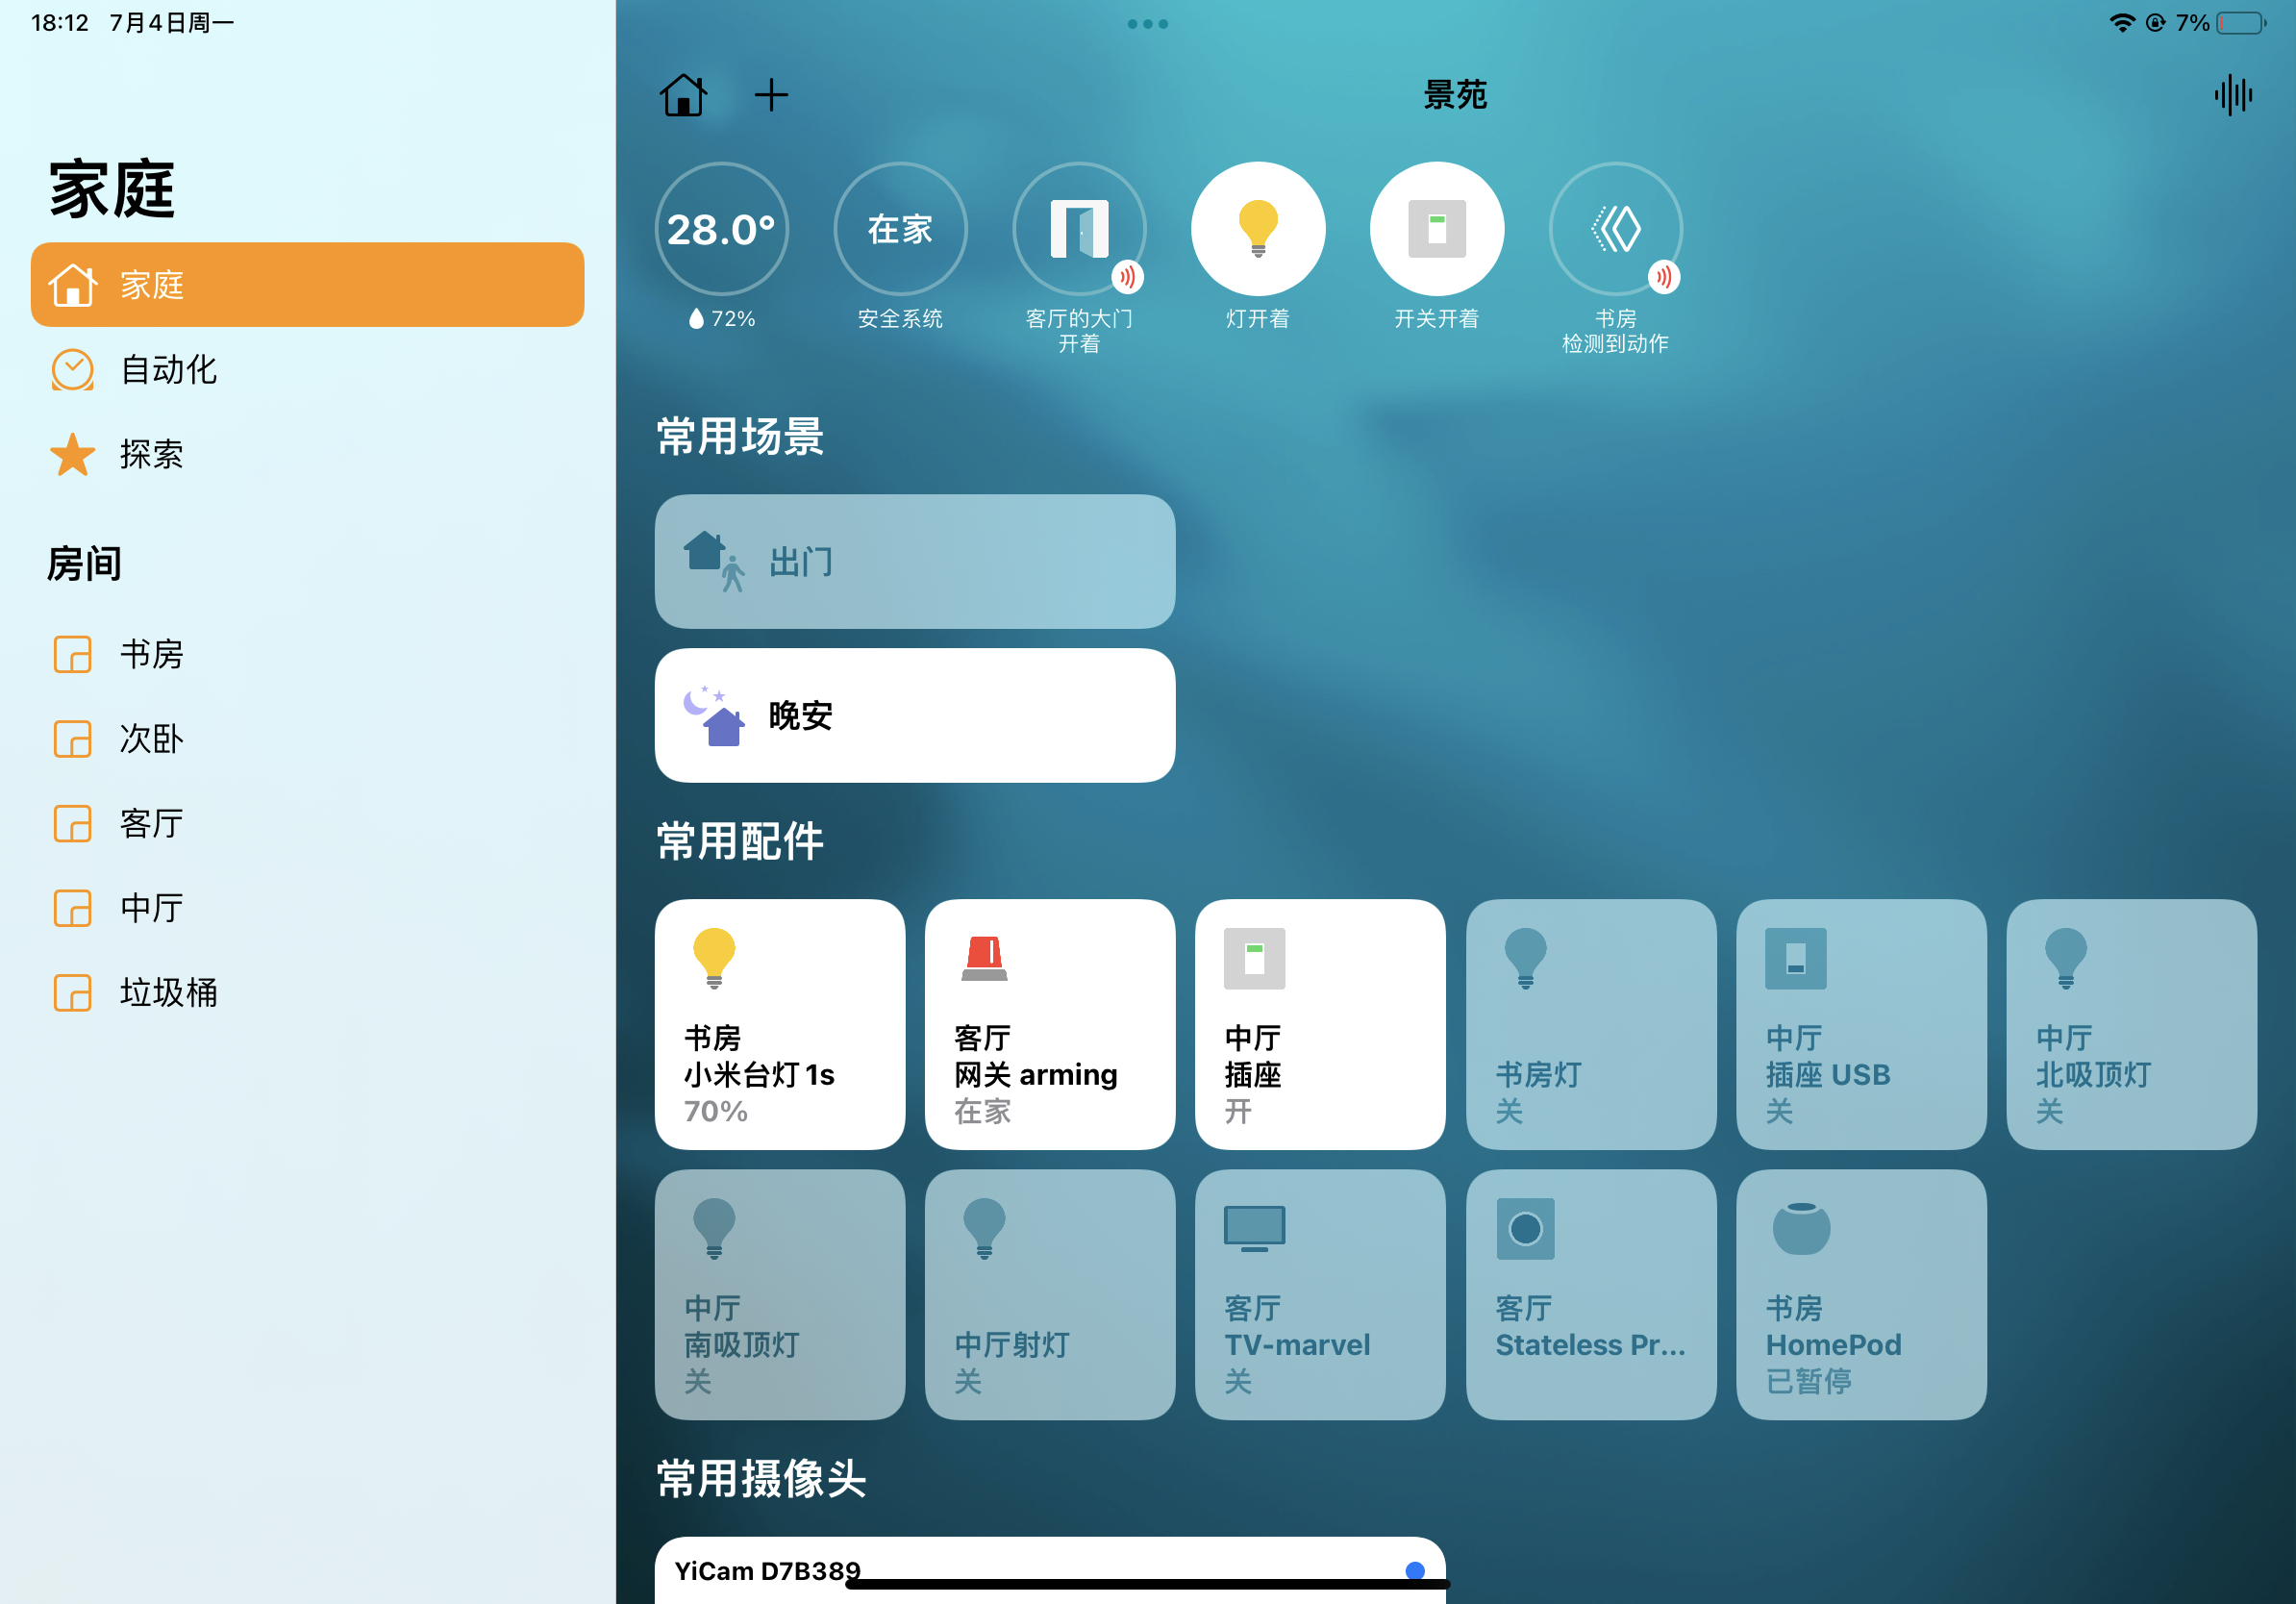 18:12 7月4日周一
7%
家庭
家庭
自动化
探索
房间
书房
次卧
客厅
中厅
垃圾桶
景苑
28.0°
72%
在家
安全系统
客厅的大门
开着
灯开着
开关开着
书房
检测到动作
常用场景
出门
晚安
常用配件
书房
小米台灯 1s
70%
客厅
网关 arming
在家
中厅
插座
开
书房灯
关
中厅
插座 USB
关
中厅
北吸顶灯
关
中厅
南吸顶灯
关
中厅射灯
关
客厅
TV-marvel
关
客厅
Stateless Pr...
书房
HomePod
已暂停
常用摄像头
YiCam D7B389